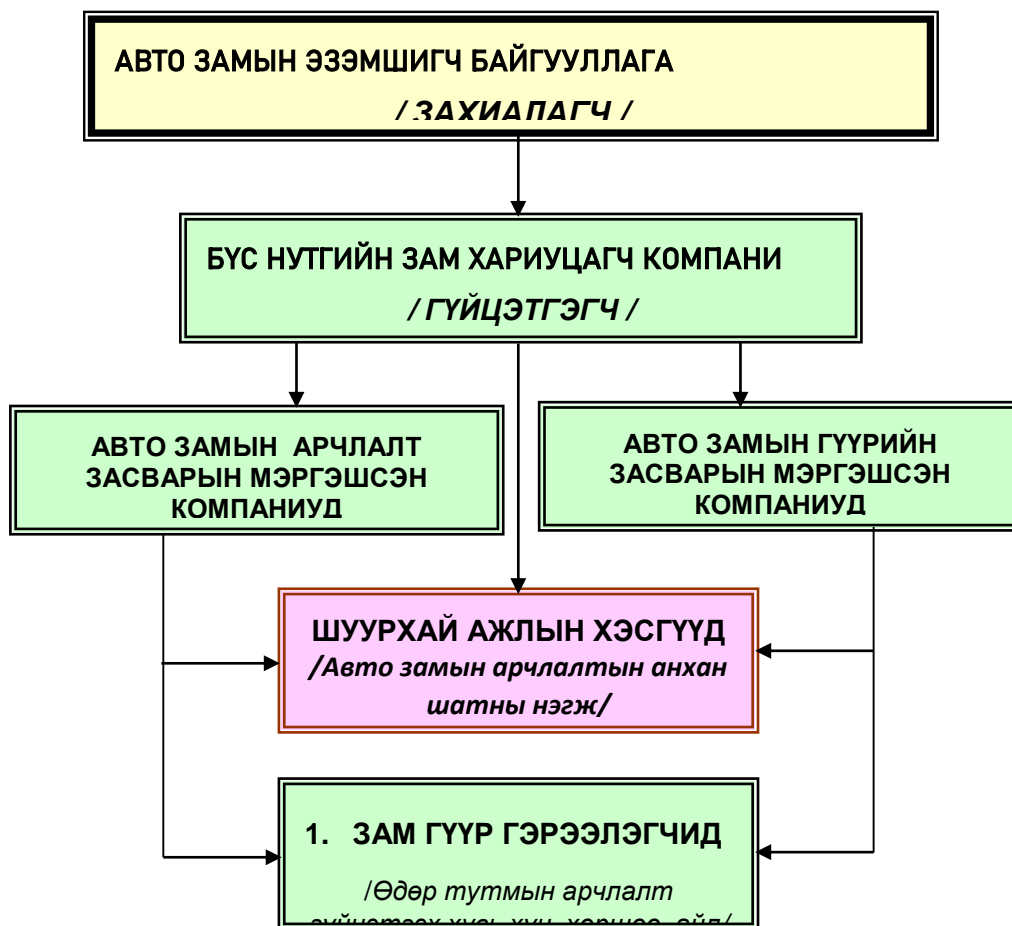 АВТО ЗАМЫН ЭЗЭМШИГЧ БАЙГУУЛЛАГА
/ ЗАХИАЛАГЧ /
БҮС НУТГИЙН ЗАМ ХАРИУЦАГЧ КОМПАНИ
/ ГҮЙЦЭТГЭГЧ /
АВТО ЗАМЫН АРЧЛАЛТ
ЗАСВАРЫН МЭРГЭШСЭН
КОМПАНИУД
АВТО ЗАМЫН ГҮҮРИЙН
ЗАСВАРЫН МЭРГЭШСЭН
КОМПАНИУД
ШУУРХАЙ АЖЛЫН ХЭСГҮҮД
/Авто замын арчлалтын анхан
шатны нэгж/
1. ЗАМ ГҮҮР ГЭРЭЭЛЭГЧИД
/Өдөр тутмын арчлалт